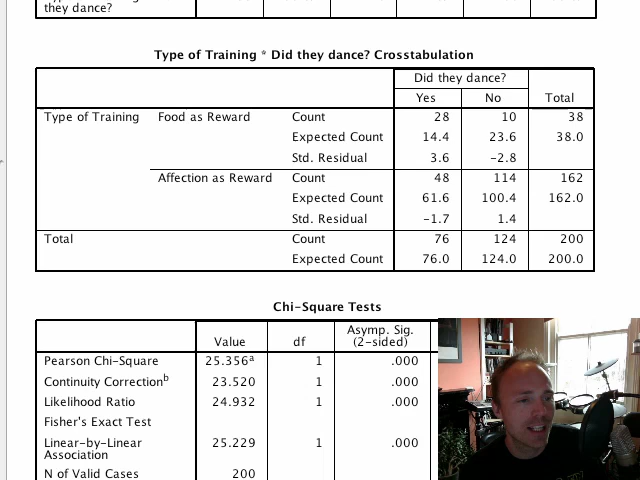 they dance?
Type of Training * Did they dance? Crosstabulation
Did they dance?
Yes No Total
Type of Training Food as Reward Count 28 10 38
Expected Count 14.4 23.6 38.0
Std. Residual 3.6 -2.8
Affection as Reward Count 48 114 162
Expected Count 61.6 100.4 162.0
Std. Residual -1.7 1.4
Total Count 76 124 200
Expected Count 76.0 124.0 200.0
Chi-Square Tests
Value df Asymp. Sig. (2-sided)
Pearson Chi-Square 25.356a 1 .000
Continuity Correctionb 23.520 1 .000
Likelihood Ratio 24.932 1 .000
Fisher's Exact Test
Linear-by-Linear Association 25.229 1 .000
N of Valid Cases 200